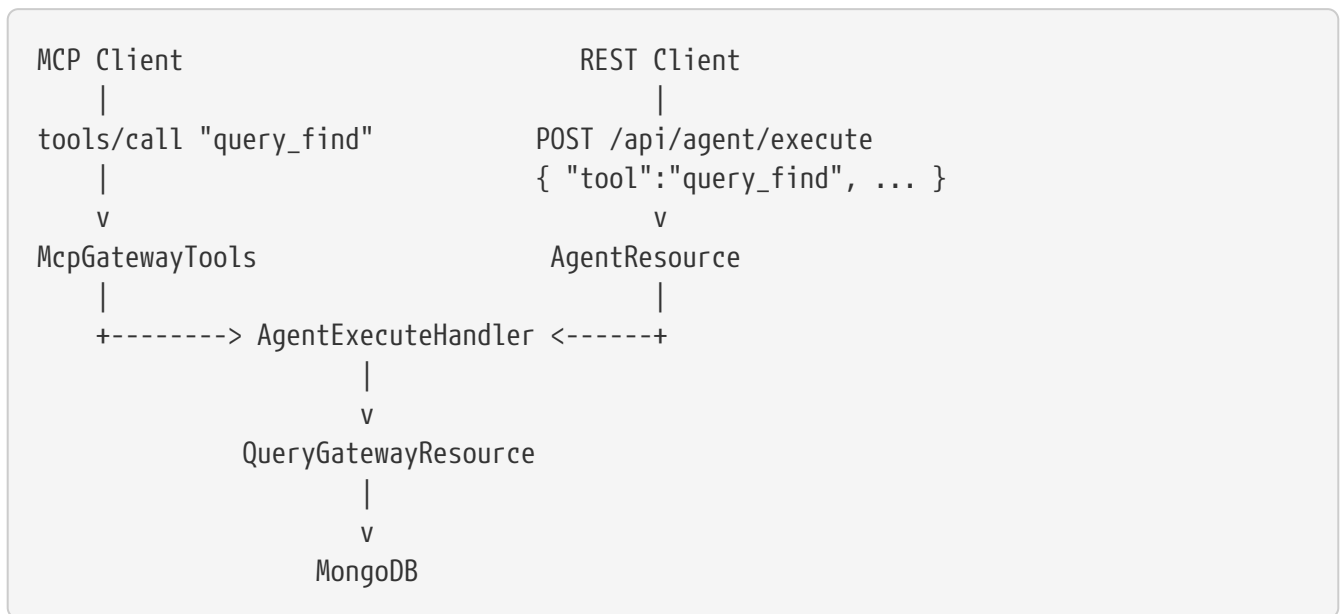 MCP Client                              REST Client
    |                                        |
tools/call "query_find"             POST /api/agent/execute
    |                               { "tool":"query_find", ... }
    v                                        v
McpGatewayTools                      AgentResource
    |                                        |
    +--------> AgentExecuteHandler <------+
                     |
                     v
             QueryGatewayResource
                     |
                     v
                  MongoDB